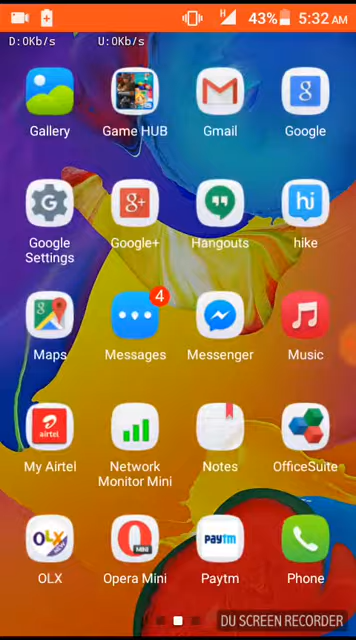 H 43% 5:32 AM
D:0Kb/s U:0Kb/s
Gallery Game HUB Gmail Google
Google Settings Google+ Hangouts hike
Maps Messages Messenger Music
4
My Airtel Network Monitor Mini Notes OfficeSuite
airtel
OLX Opera Mini Paytm Phone
OLX MINI paytm
DU SCREEN RECORDER